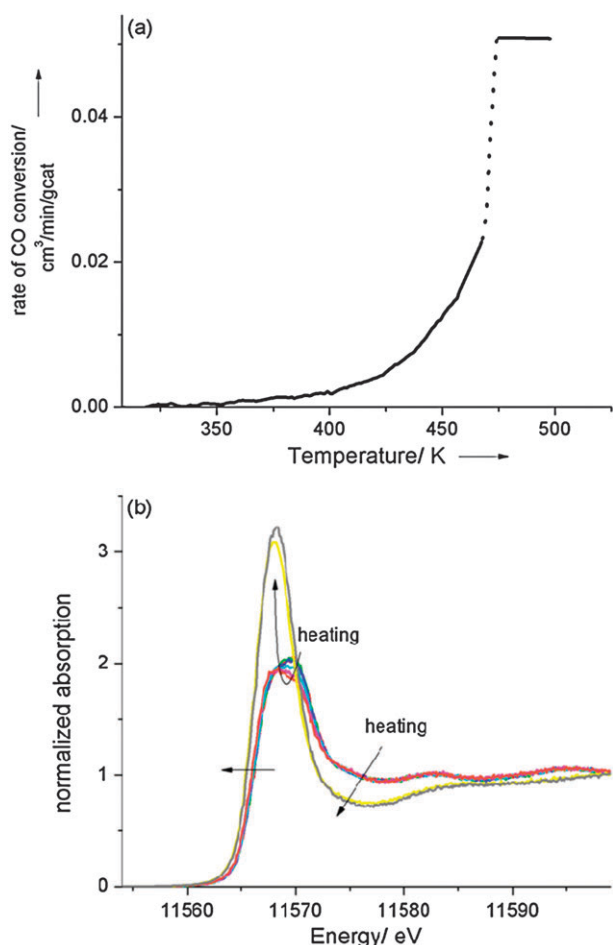 (a)
rate of CO conversion/
cm³/min/gcat
0.04
0.02
0.00
350
400
450
500
Temperature/ K
(b)
normalized absorption
3
2
1
0
heating
heating
11560
11570
11580
11590
Energy/ eV